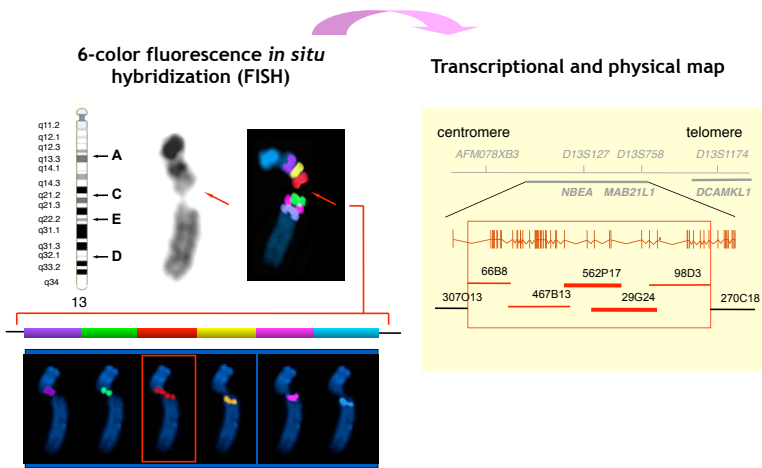 6-color fluorescence in situ
hybridization (FISH)
q11.2
q12.1
q12.3
q13.3
q14.1
q14.3
q21.2
q21.3
q22.2
q31.1
q31.3
q32.1
q33.2
q34
A
C
E
D
13
Transcriptional and physical map
centromere telomere
AFM078XB3 D13S127 D13S758 D13S1174
NBEA MAB21L1 DCAMKL1
66B8 562P17 98D3
307O13 467B13 29G24 270C18